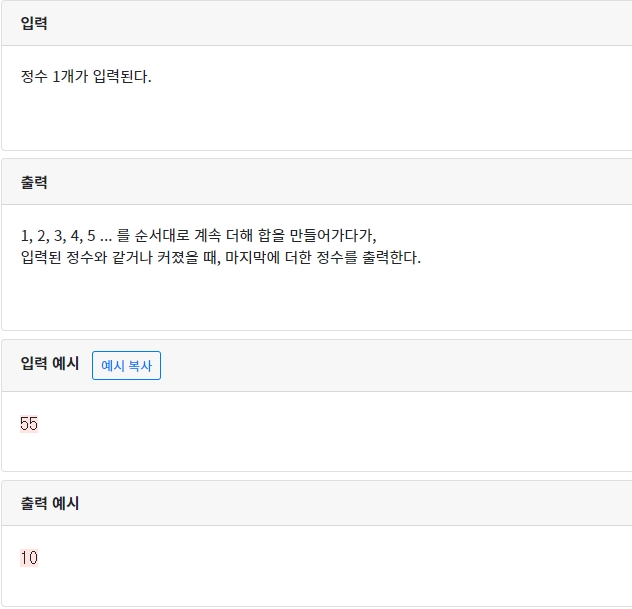 입력
정수 1개가 입력된다.
출력
1, 2, 3, 4, 5 ... 를 순서대로 계속 더해 합을 만들어가다가,
입력된 정수와 같거나 커졌을 때, 마지막에 더한 정수를 출력한다.
입력 예시 예시 복사
55
출력 예시
10